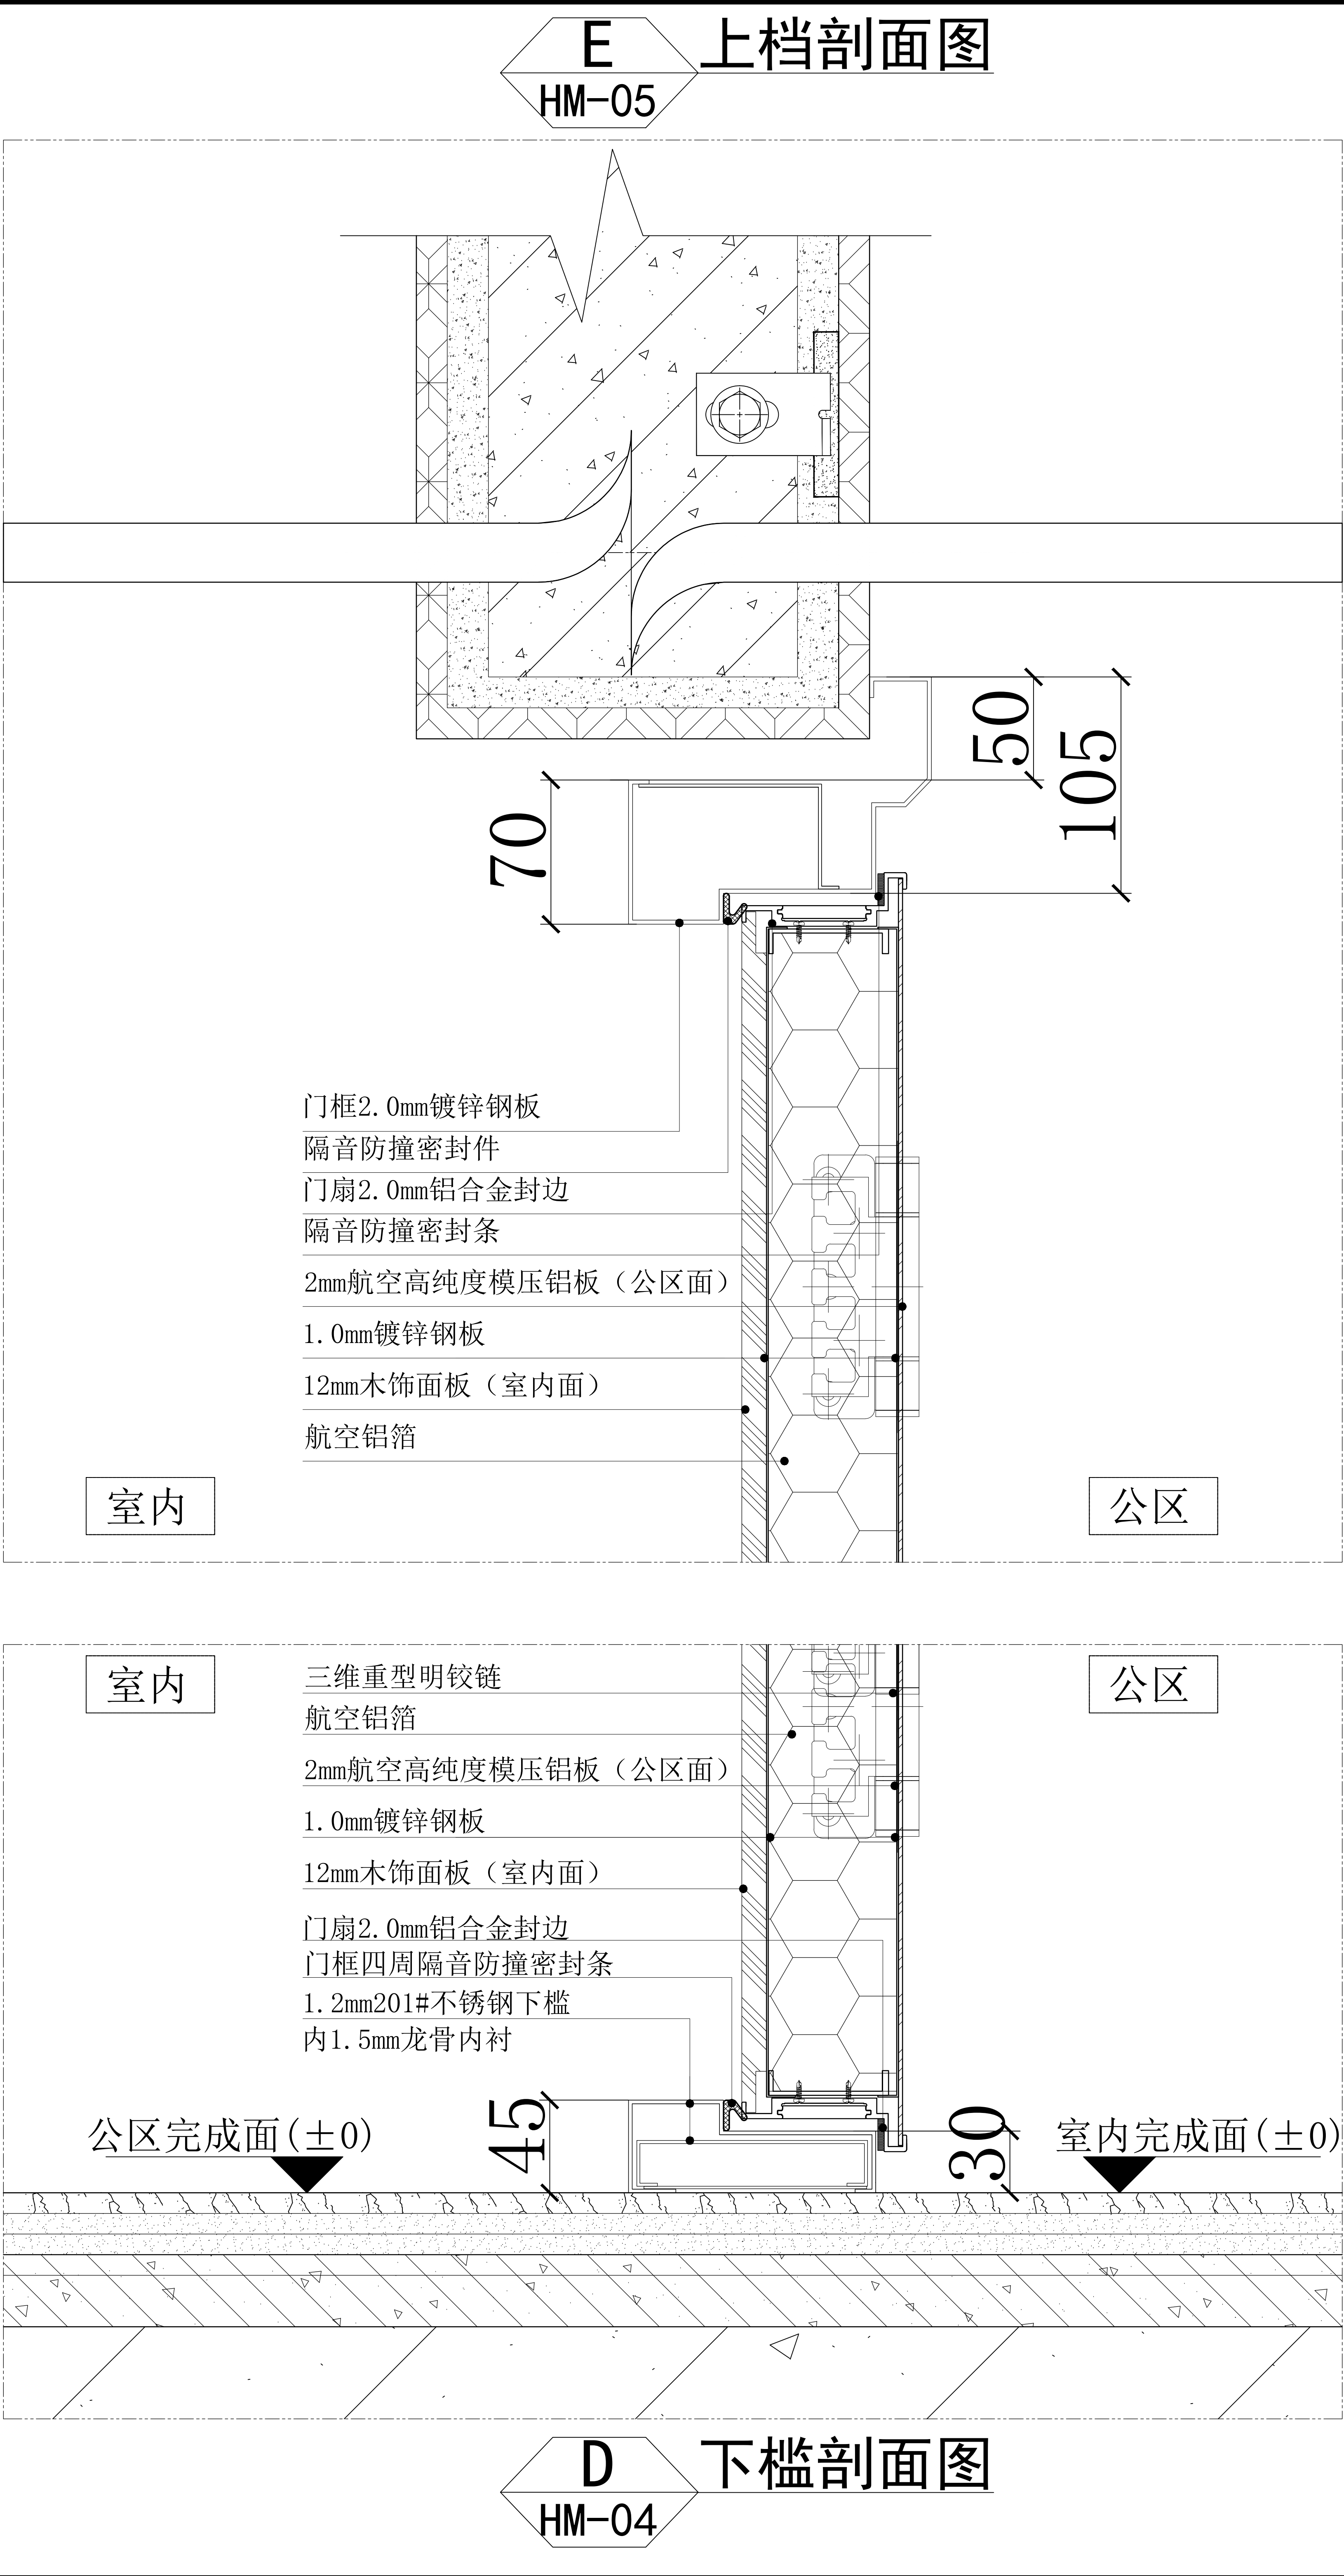 E 上档剖面图
HM-05
50
105
70
门框2.0mm镀锌钢板
隔音防撞密封件
门扇2.0mm铝合金封边
隔音防撞密封条
2mm航空高纯度模压铝板（公区面）
1.0mm镀锌钢板
12mm木饰面板（室内面）
航空铝箔
室内
公区
室内
公区
三维重型明铰链
航空铝箔
2mm航空高纯度模压铝板（公区面）
1.0mm镀锌钢板
12mm木饰面板（室内面）
门扇2.0mm铝合金封边
门框四周隔音防撞密封条
1.2mm201#不锈钢下槛
内1.5mm龙骨内衬
45
30
公区完成面(±0)
室内完成面(±0)
D 下槛剖面图
HM-04